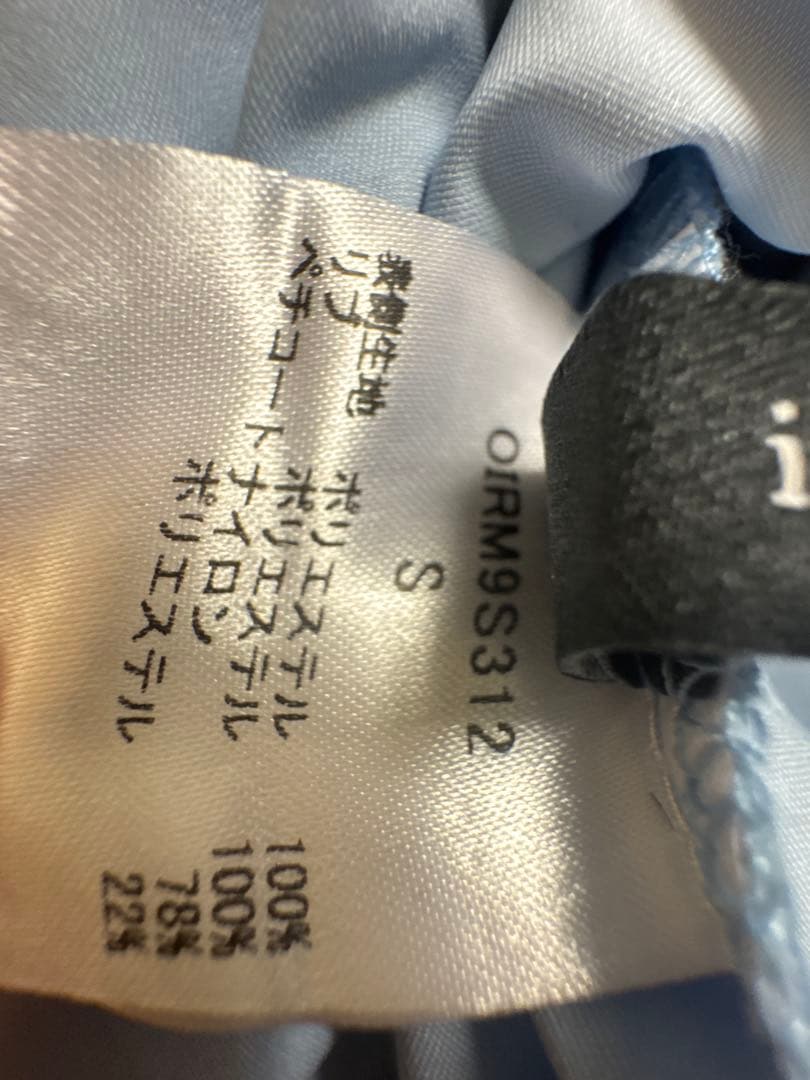 OIRM9S312
S
表側生地 ポリエステル 100%
リブ ポリエステル 100%
ペチコート ナイロン 78%
ポリエステル 22%
i